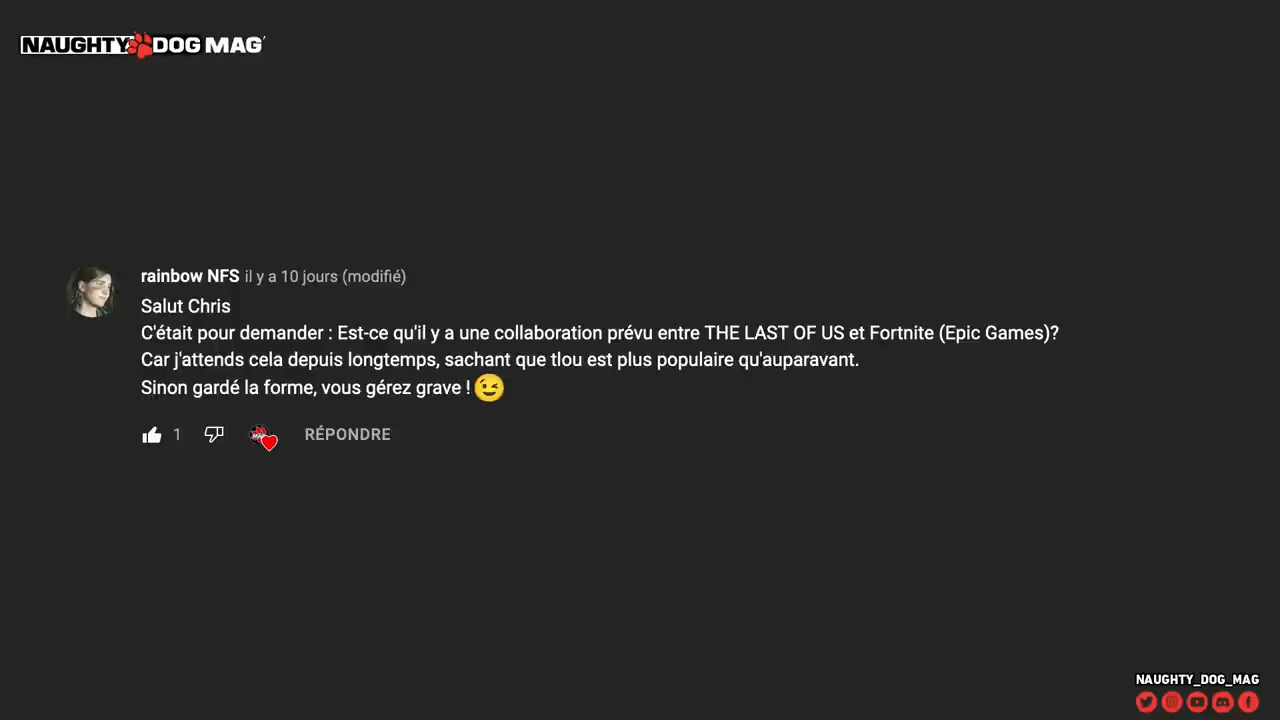 NAUGHTY DOG MAG'
rainbow NFS il y a 10 jours (modifié)
Salut Chris
C'était pour demander : Est-ce qu'il y a une collaboration prévu entre THE LAST OF US et Fortnite (Epic Games)?
Car j'attends cela depuis longtemps, sachant que tlou est plus populaire qu'auparavant.
Sinon gardé la forme, vous gérez grave !😉
1 RÉPONDRE
NAUGHTY_DOG_MAG